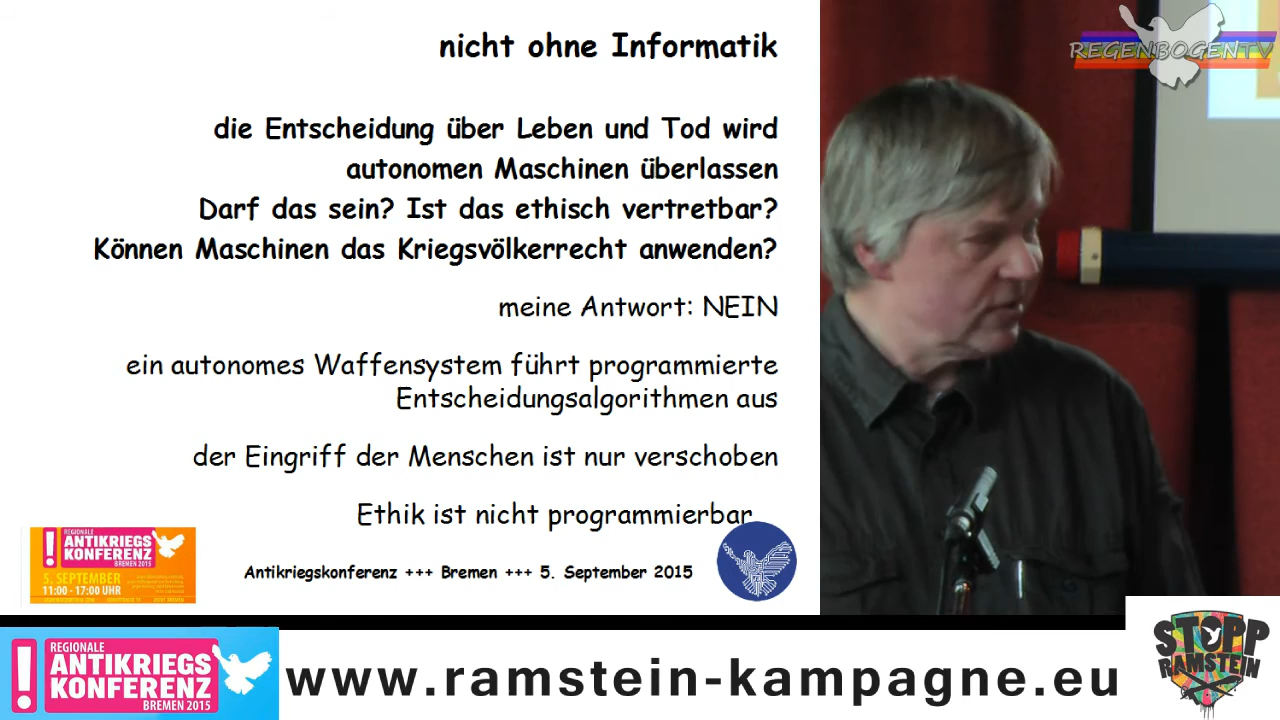 nicht ohne Informatik
die Entscheidung über Leben und Tod wird
autonomen Maschinen überlassen
Darf das sein? Ist das ethisch vertretbar?
Können Maschinen das Kriegsvölkerrecht anwenden?
meine Antwort: NEIN
ein autonomes Waffensystem führt programmierte
Entscheidungsalgorithmen aus
der Eingriff der Menschen ist nur verschoben
Ethik ist nicht programmierbar
REGIONALE
ANTIKRIEGS
KONFERENZ
BREMEN 2015
5. SEPTEMBER
11:00 - 17:00 UHR
Antikriegskonferenz +++ Bremen +++ 5. September 2015
REGENBOGENTV
REGIONALE
ANTIKRIEGS
KONFERENZ
BREMEN 2015
www.ramstein-kampagne.eu
STOPP
RAMSTEIN